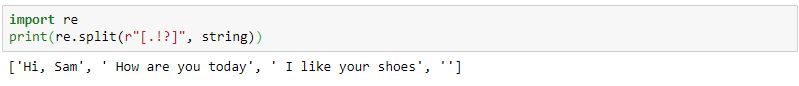 import re
print(re.split(r"[.!?]", string))
['Hi, Sam', ' How are you today', ' I like your shoes', '']